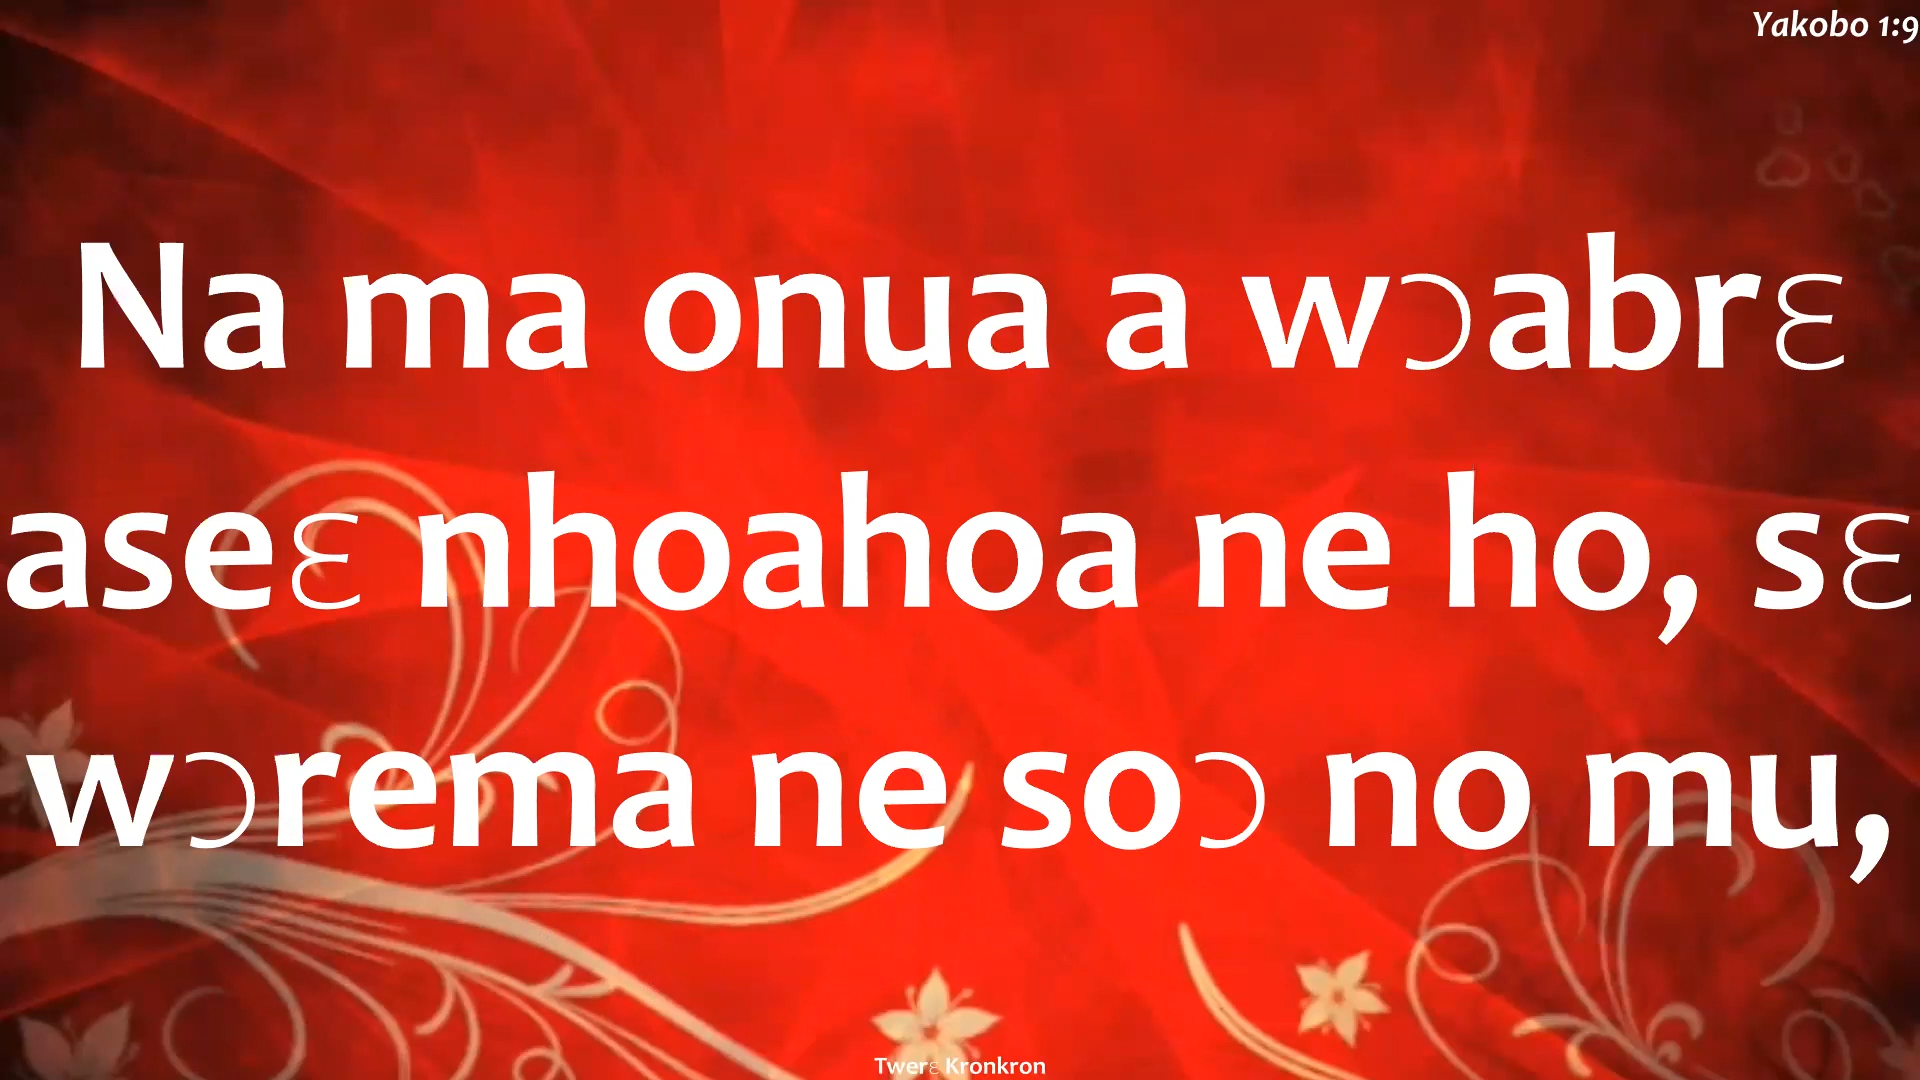 Yakobo 1:9
Na ma onua a wɔabrɛ
aseɛ nhoahoa ne ho, sɛ
wɔrema ne soɔ no mu,
Twerɛ Kronkron